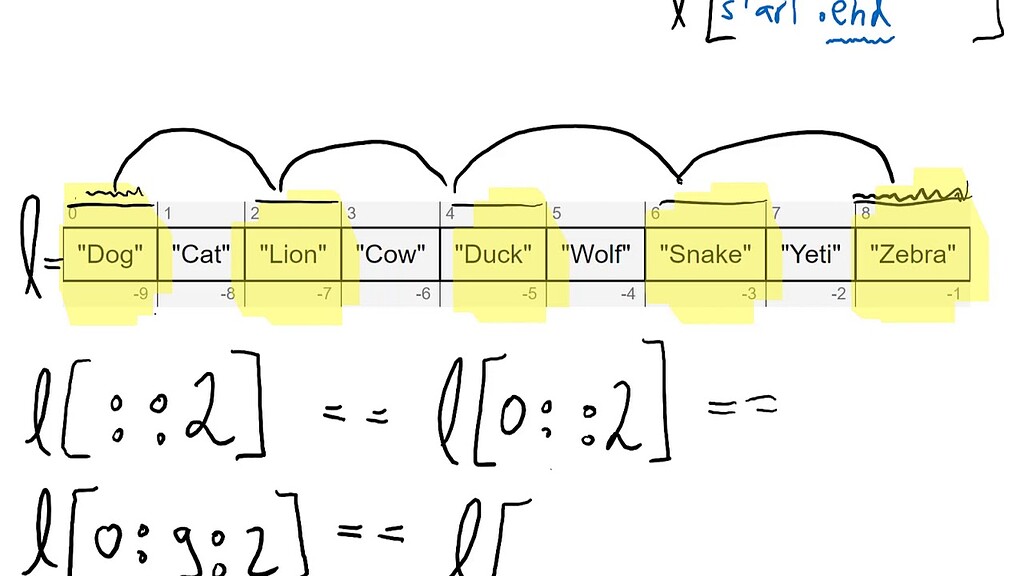 l [start:end ]
0 1 2 3 4 5 6 7 8
l= "Dog" "Cat" "Lion" "Cow" "Duck" "Wolf" "Snake" "Yeti" "Zebra"
-9 -8 -7 -6 -5 -4 -3 -2 -1
l[::2] == l[0::2] ==
l[0:9:2] == l[